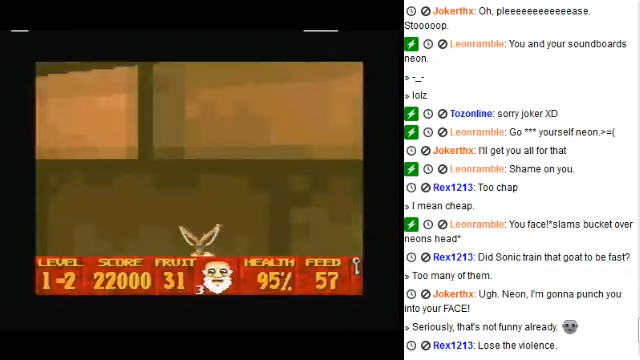 LEVEL SCORE FRUIT HEALTH FEED
1-2 22000 31 3 95% 57
Jokerthx: Oh, pleeeeeeeeeeeease.
Stooooop.
Leonramble: You and your soundboards
neon.
» -_-
» lolz
Tozonline: sorry joker XD
Leonramble: Go *** yourself neon.>=(
Jokerthx: I'll get you all for that
Leonramble: Shame on you.
Rex1213: Too chap
» I mean cheap.
Leonramble: You face!*slams bucket over
neons head*
Rex1213: Did Sonic train that goat to be fast?
» Too many of them.
Jokerthx: Ugh. Neon, I'm gonna punch you
into your FACE!
» Seriously, that's not funny already.
Rex1213: Lose the violence.